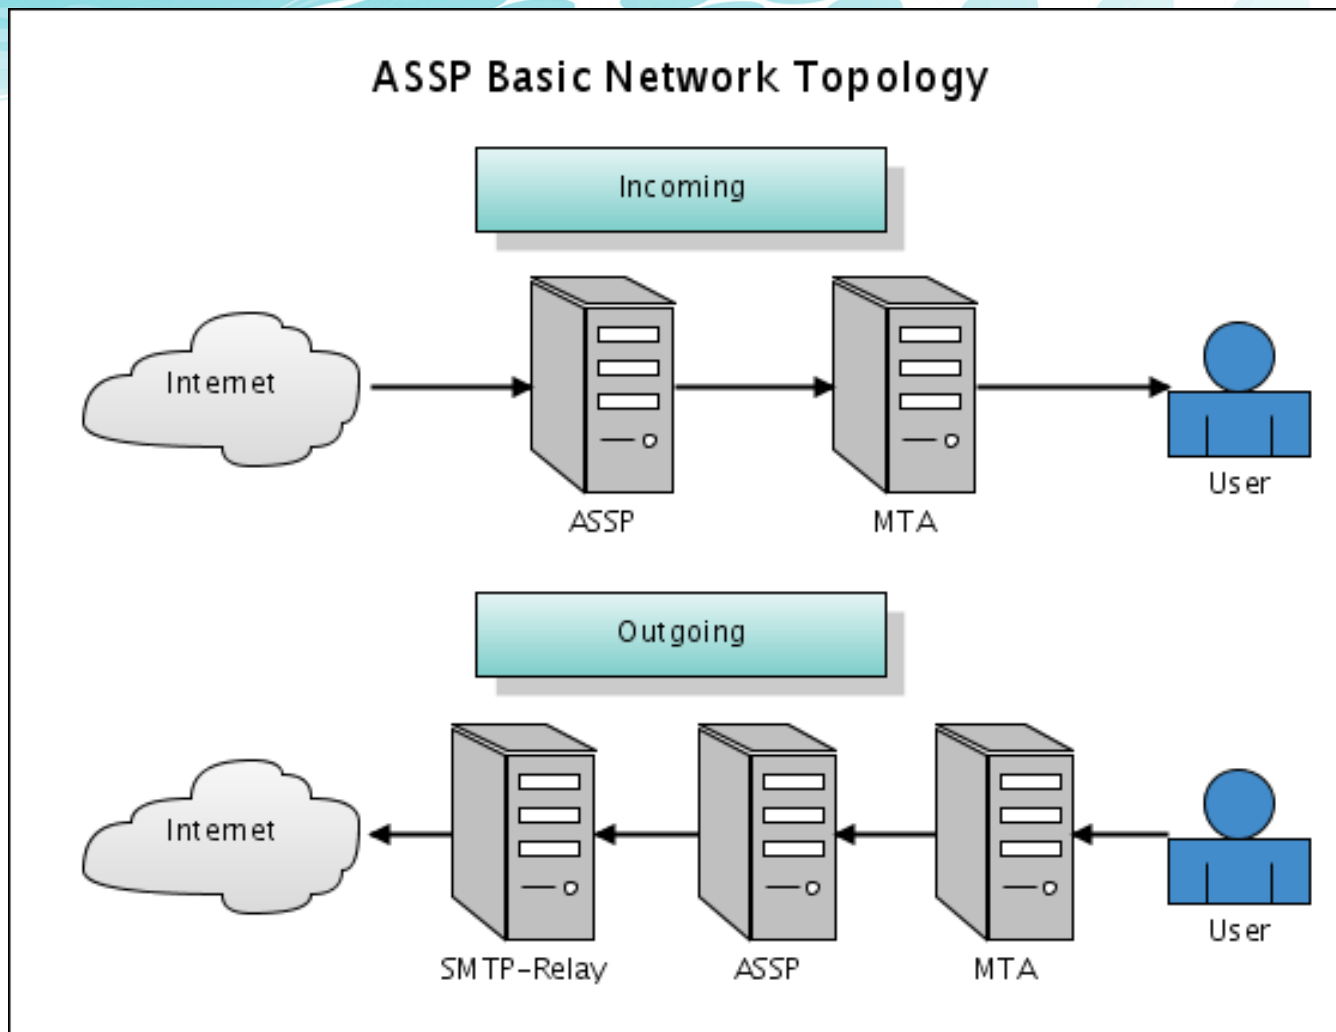 ASSP Basic Network Topology
Incoming
Internet
ASSP
MTA
User
Outgoing
Internet
SMTP-Relay
ASSP
MTA
User